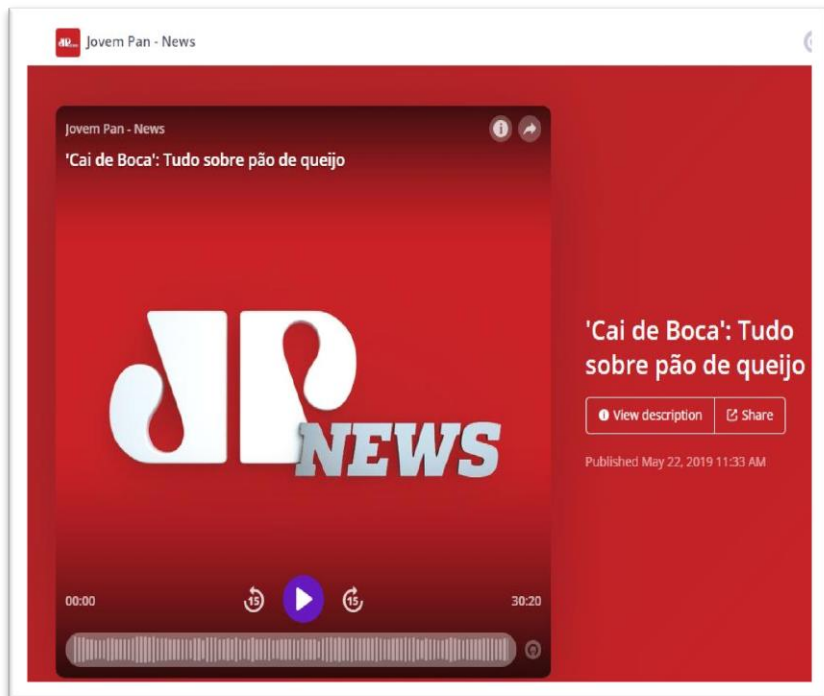 JP
Jovem Pan - News
Jovem Pan - News
'Cai de Boca': Tudo sobre pão de queijo
JP
NEWS
'Cai de Boca': Tudo
sobre pão de queijo
View description
Share
Published May 22, 2019 11:33 AM
00:00
15
15
30:20